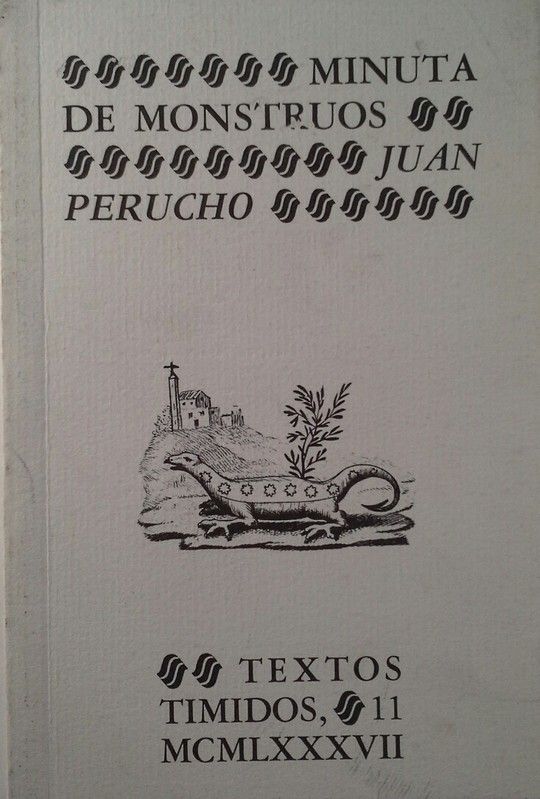 MINUTA
DE MONSTRUOS
JUAN
PERUCHO
TEXTOS
TIMIDOS, 11
MCMLXXXVII